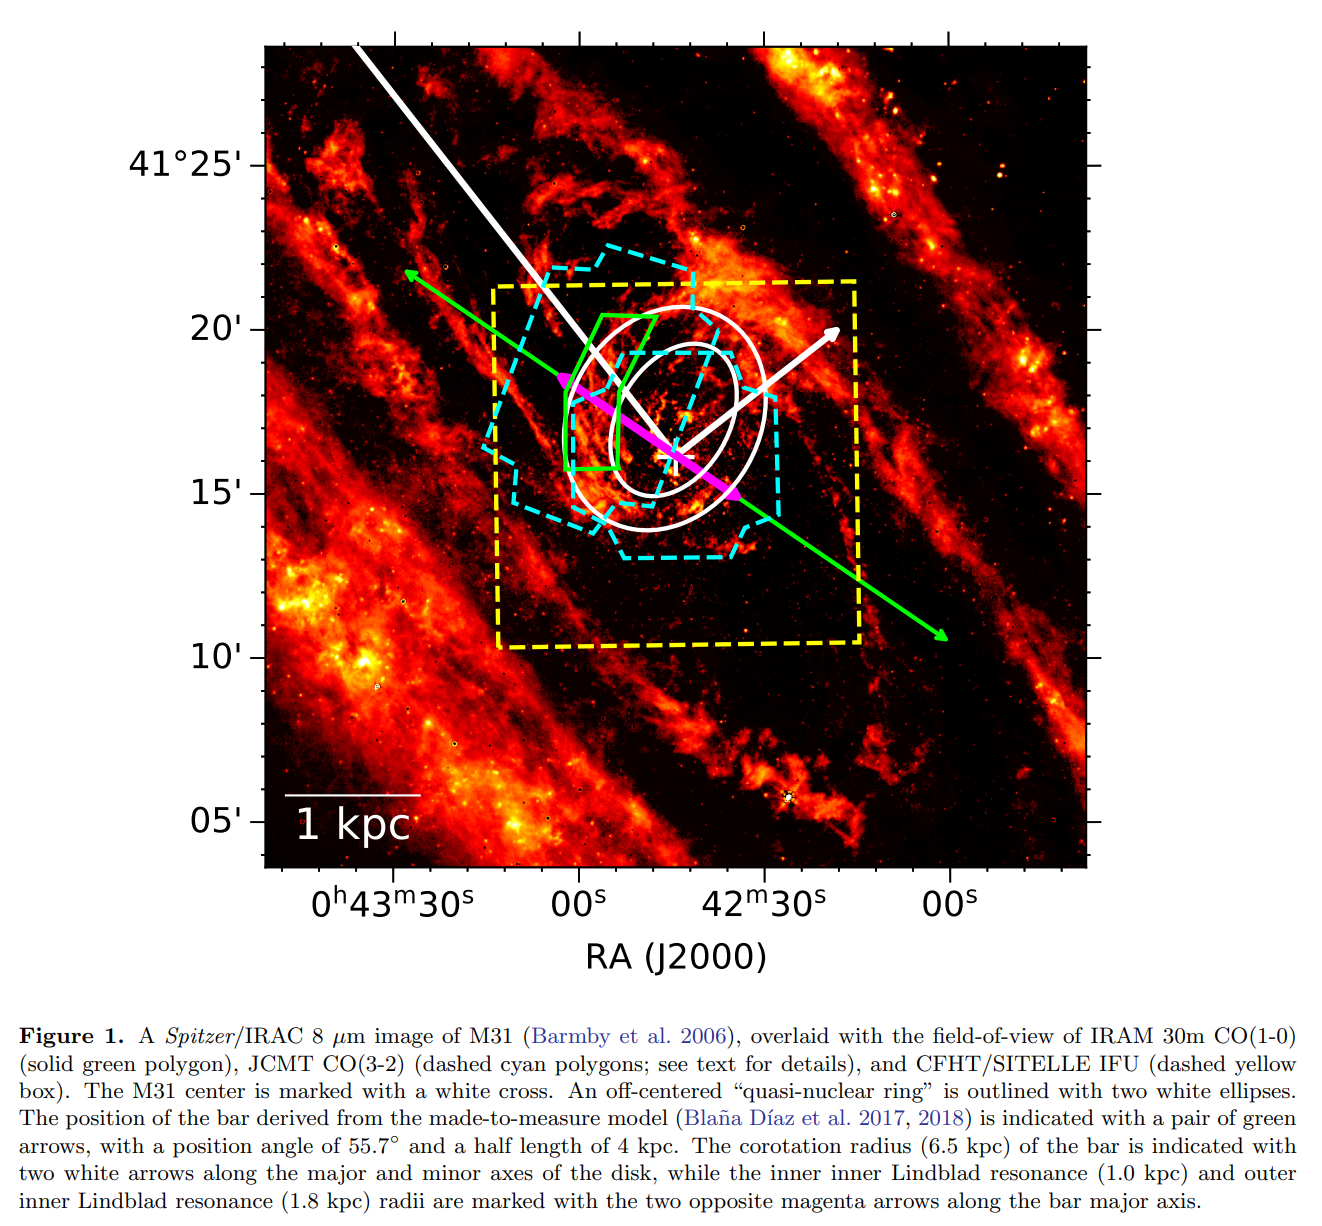 41°25'
20'
15'
10'
05'
1 kpc
0ʰ43ᵐ30ˢ 00ˢ 42ᵐ30ˢ 00ˢ
RA (J2000)
Figure 1. A Spitzer/IRAC 8 μm image of M31 (Barmby et al. 2006), overlaid with the field-of-view of IRAM 30m CO(1-0)
(solid green polygon), JCMT CO(3-2) (dashed cyan polygons; see text for details), and CFHT/SITELLE IFU (dashed yellow
box). The M31 center is marked with a white cross. An off-centered “quasi-nuclear ring” is outlined with two white ellipses.
The position of the bar derived from the made-to-measure model (Blaña Díaz et al. 2017, 2018) is indicated with a pair of green
arrows, with a position angle of 55.7° and a half length of 4 kpc. The corotation radius (6.5 kpc) of the bar is indicated with
two white arrows along the major and minor axes of the disk, while the inner inner Lindblad resonance (1.0 kpc) and outer
inner Lindblad resonance (1.8 kpc) radii are marked with the two opposite magenta arrows along the bar major axis.